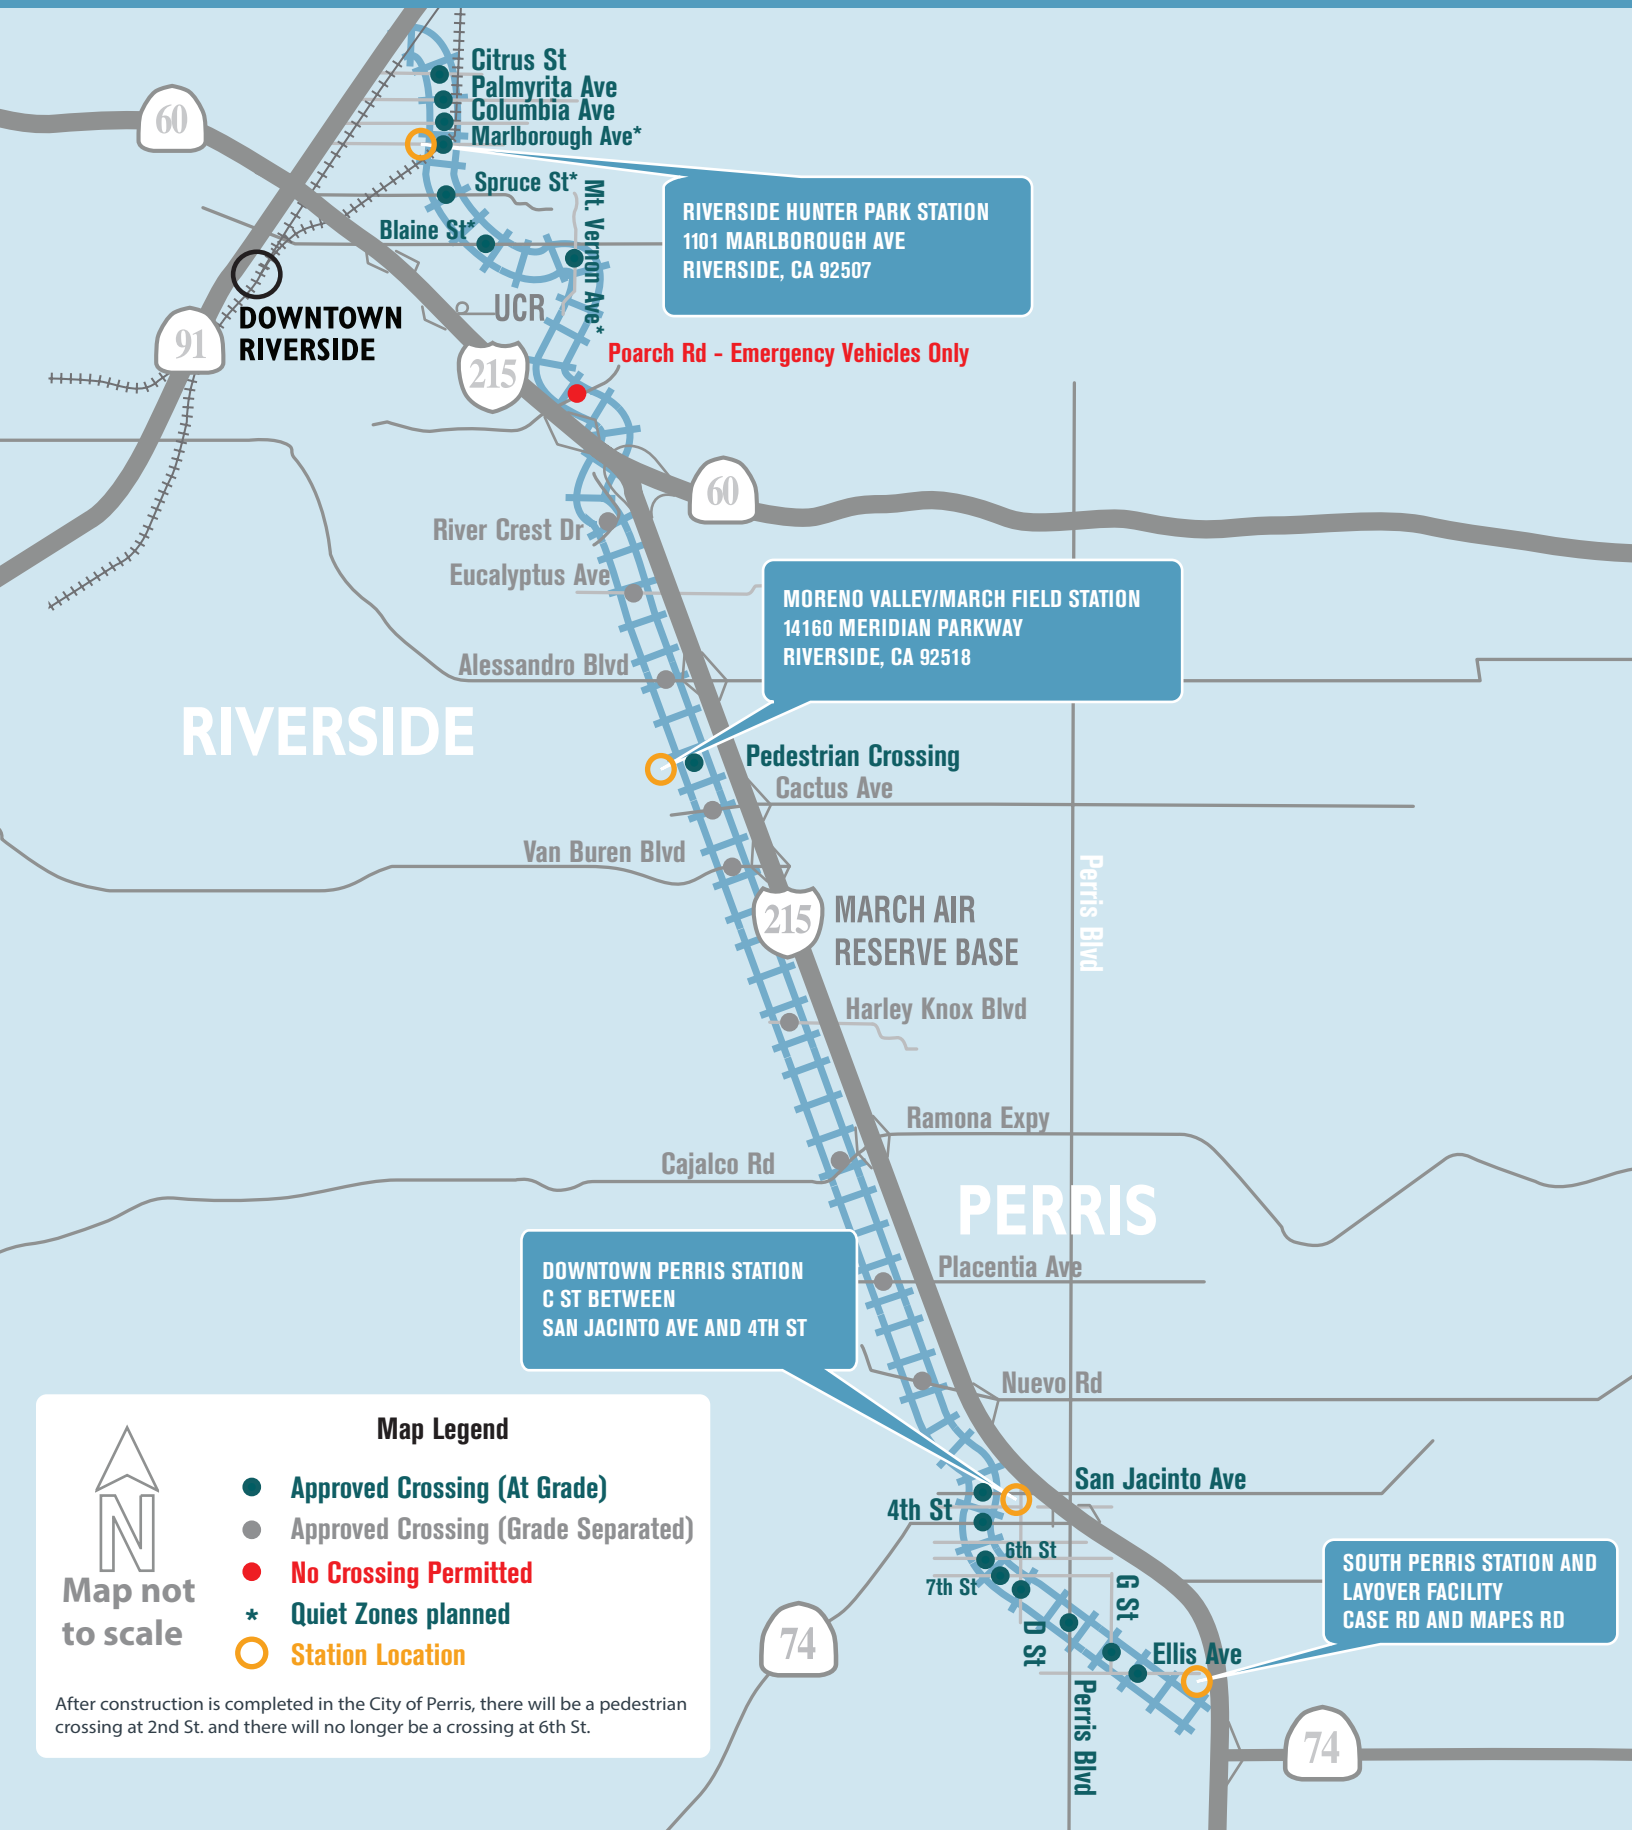 Citrus St
Palmyrita Ave
Columbia Ave
Marlborough Ave*
60
Spruce St*
Mt. Vernon Ave*
Blaine St*
RIVERSIDE HUNTER PARK STATION
1101 MARLBOROUGH AVE
RIVERSIDE, CA 92507
UCR
DOWNTOWN
RIVERSIDE
91
215
Poarch Rd - Emergency Vehicles Only
60
River Crest Dr
Eucalyptus Ave
MORENO VALLEY/MARCH FIELD STATION
14160 MERIDIAN PARKWAY
RIVERSIDE, CA 92518
Alessandro Blvd
RIVERSIDE
Pedestrian Crossing
Cactus Ave
Van Buren Blvd
Perris Blvd
215
MARCH AIR
RESERVE BASE
Harley Knox Blvd
Ramona Expy
Cajalco Rd
PERRIS
Placentia Ave
DOWNTOWN PERRIS STATION
C ST BETWEEN
SAN JACINTO AVE AND 4TH ST
Nuevo Rd
San Jacinto Ave
4th St
6th St
7th St
G St
D St
Ellis Ave
Perris Blvd
SOUTH PERRIS STATION AND
LAYOVER FACILITY
CASE RD AND MAPES RD
74
74
Map Legend
Approved Crossing (At Grade)
Approved Crossing (Grade Separated)
No Crossing Permitted
* Quiet Zones planned
Station Location
N
Map not
to scale
After construction is completed in the City of Perris, there will be a pedestrian
crossing at 2nd St. and there will no longer be a crossing at 6th St.